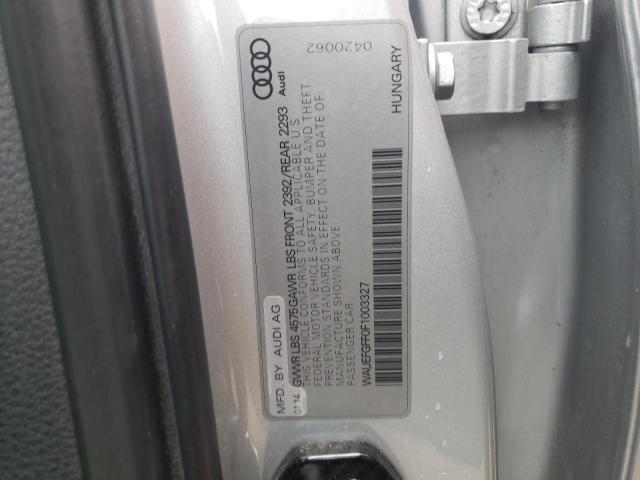 MFD. BY AUDI AG
01.14 GVWR LBS 4575 GAWR LBS FRONT 2392/REAR 2293
THIS VEHICLE CONFORMS TO ALL APPLICABLE U S
FEDERAL MOTOR VEHICLE SAFETY, BUMPER AND THEFT
PREVENTION STANDARDS IN EFFECT ON THE DATE OF
MANUFACTURE SHOWN ABOVE
PASSENGER CAR
WAUEFGFF0F1003327
HUNGARY
Audi
0420062